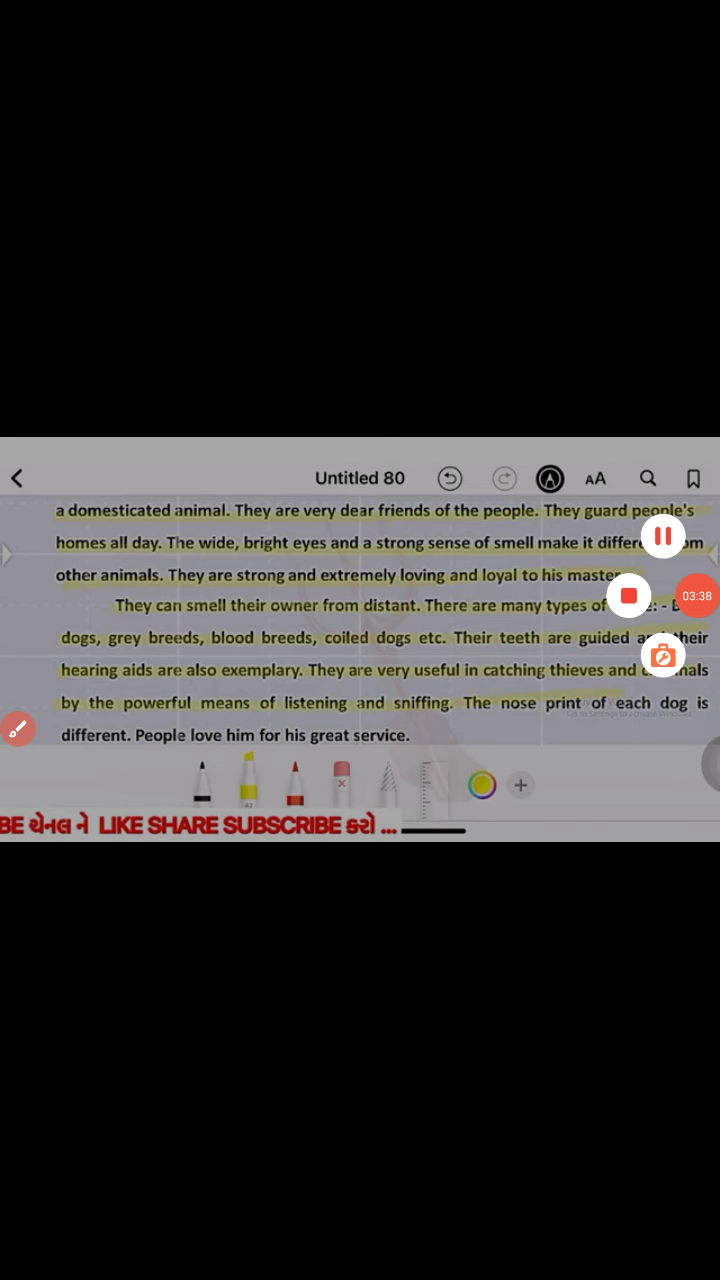 Untitled 80
AA
a domesticated animal. They are very dear friends of the people. They guard people's
homes all day. The wide, bright eyes and a strong sense of smell make it
other animals. They are strong and extremely loving and loyal to his master
03:38
They can smell their owner from distant. There are many types of
dogs, grey breeds, blood breeds, coiled dogs etc. Their teeth are guided and their
hearing aids are also exemplary. They are very useful in catching thieves and
by the powerful means of listening and sniffing. The nose print of each dog is
different. People love him for his great service.
BE ચેનલ ને LIKE SHARE SUBSCRIBE કરો ...